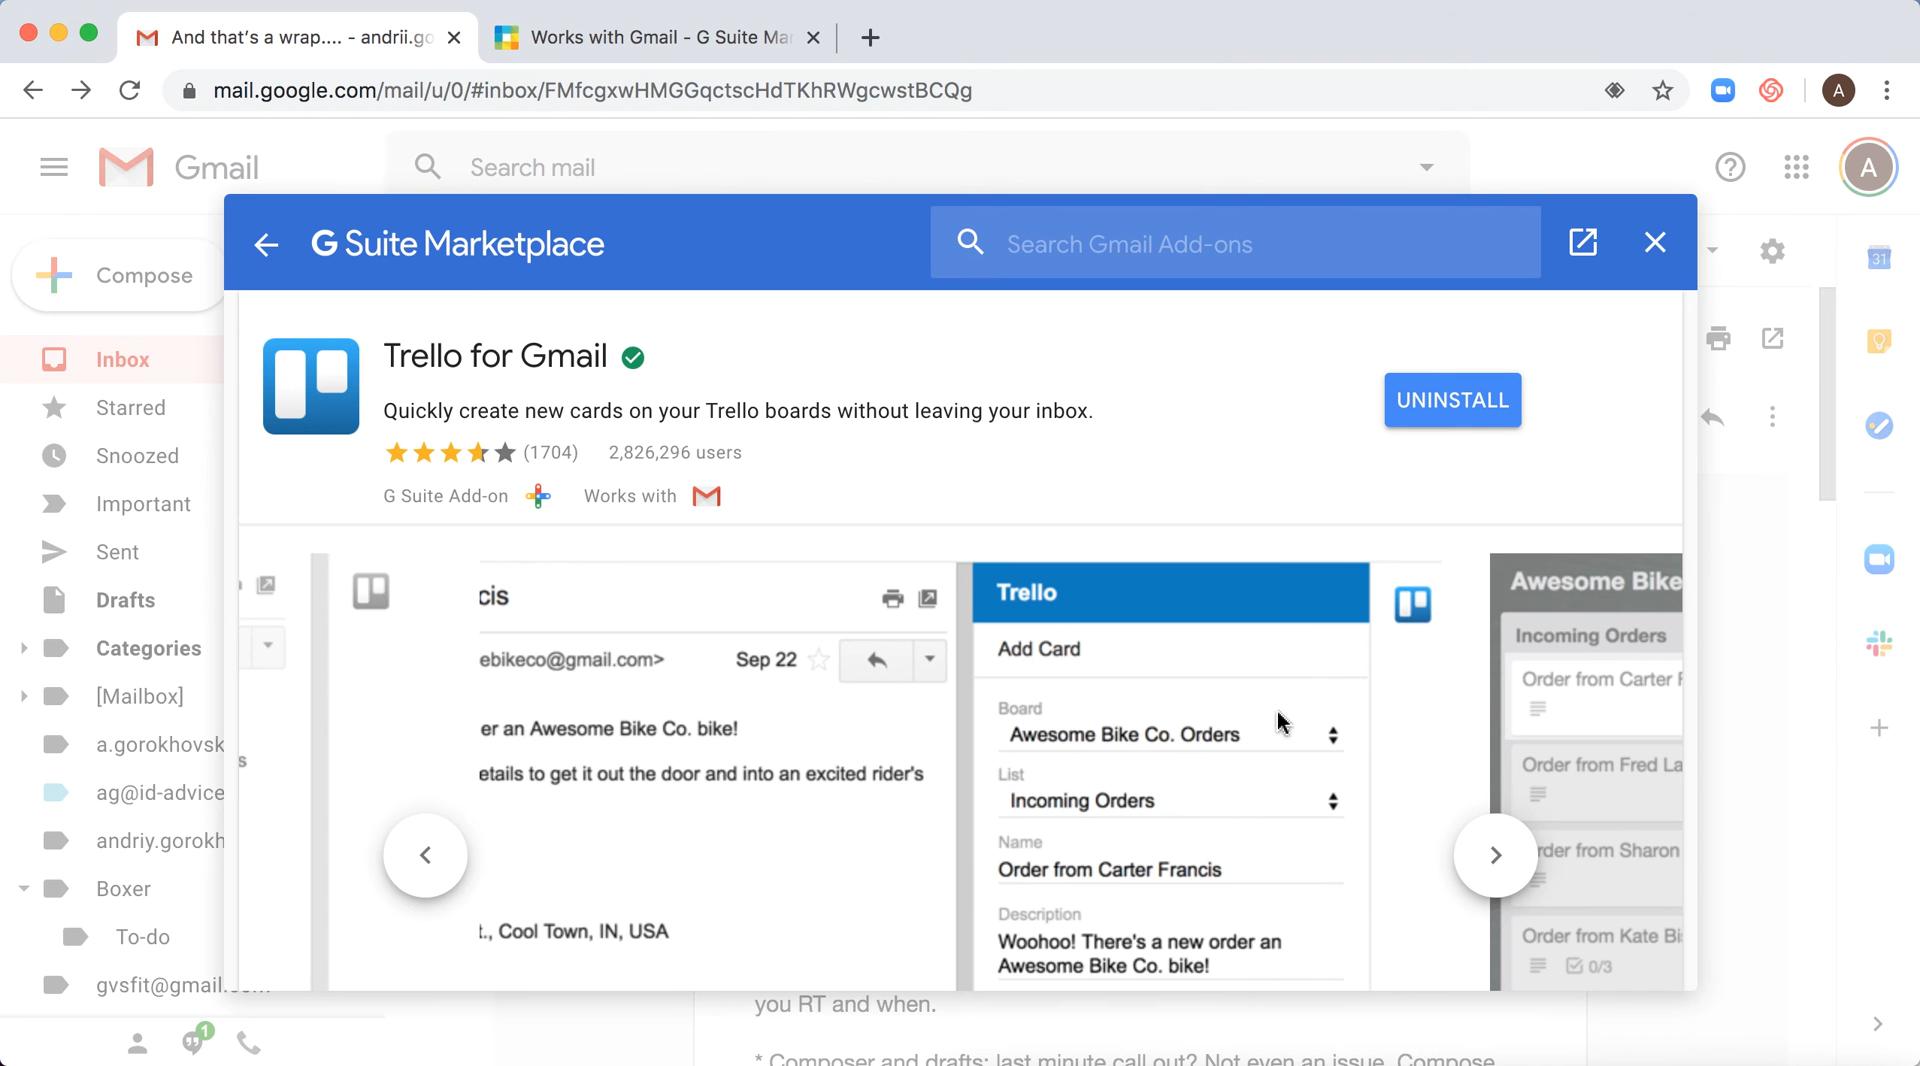 And that's a wrap.... - andrii.go
Works with Gmail - G Suite Mar
mail.google.com/mail/u/0/#inbox/FMfcgxwHMGGqctscHdTKhRWgcwstBCQg
A
Gmail
Search mail
A
Compose
Inbox
Starred
Snoozed
Important
Sent
Drafts
Categories
[Mailbox]
a.gorokhovsk
ag@id-advice
andriy.gorokh
Boxer
To-do
gvsfit@gmail.com
1
G Suite Marketplace
Search Gmail Add-ons
31
Trello for Gmail
Quickly create new cards on your Trello boards without leaving your inbox.
(1704) 2,826,296 users
G Suite Add-on Works with
UNINSTALL
cis
ebikeco@gmail.com> Sep 22
er an Awesome Bike Co. bike!
etails to get it out the door and into an excited rider's
t., Cool Town, IN, USA
s
Trello
Add Card
Board
Awesome Bike Co. Orders
List
Incoming Orders
Name
Order from Carter Francis
Description
Woohoo! There's a new order an
Awesome Bike Co. bike!
Awesome Bike
Incoming Orders
Order from Carter F
Order from Fred La
rder from Sharon
Order from Kate Bi
0/3
you RT and when.
* Composer and drafts: last minute call out? Not even an issue. Compose